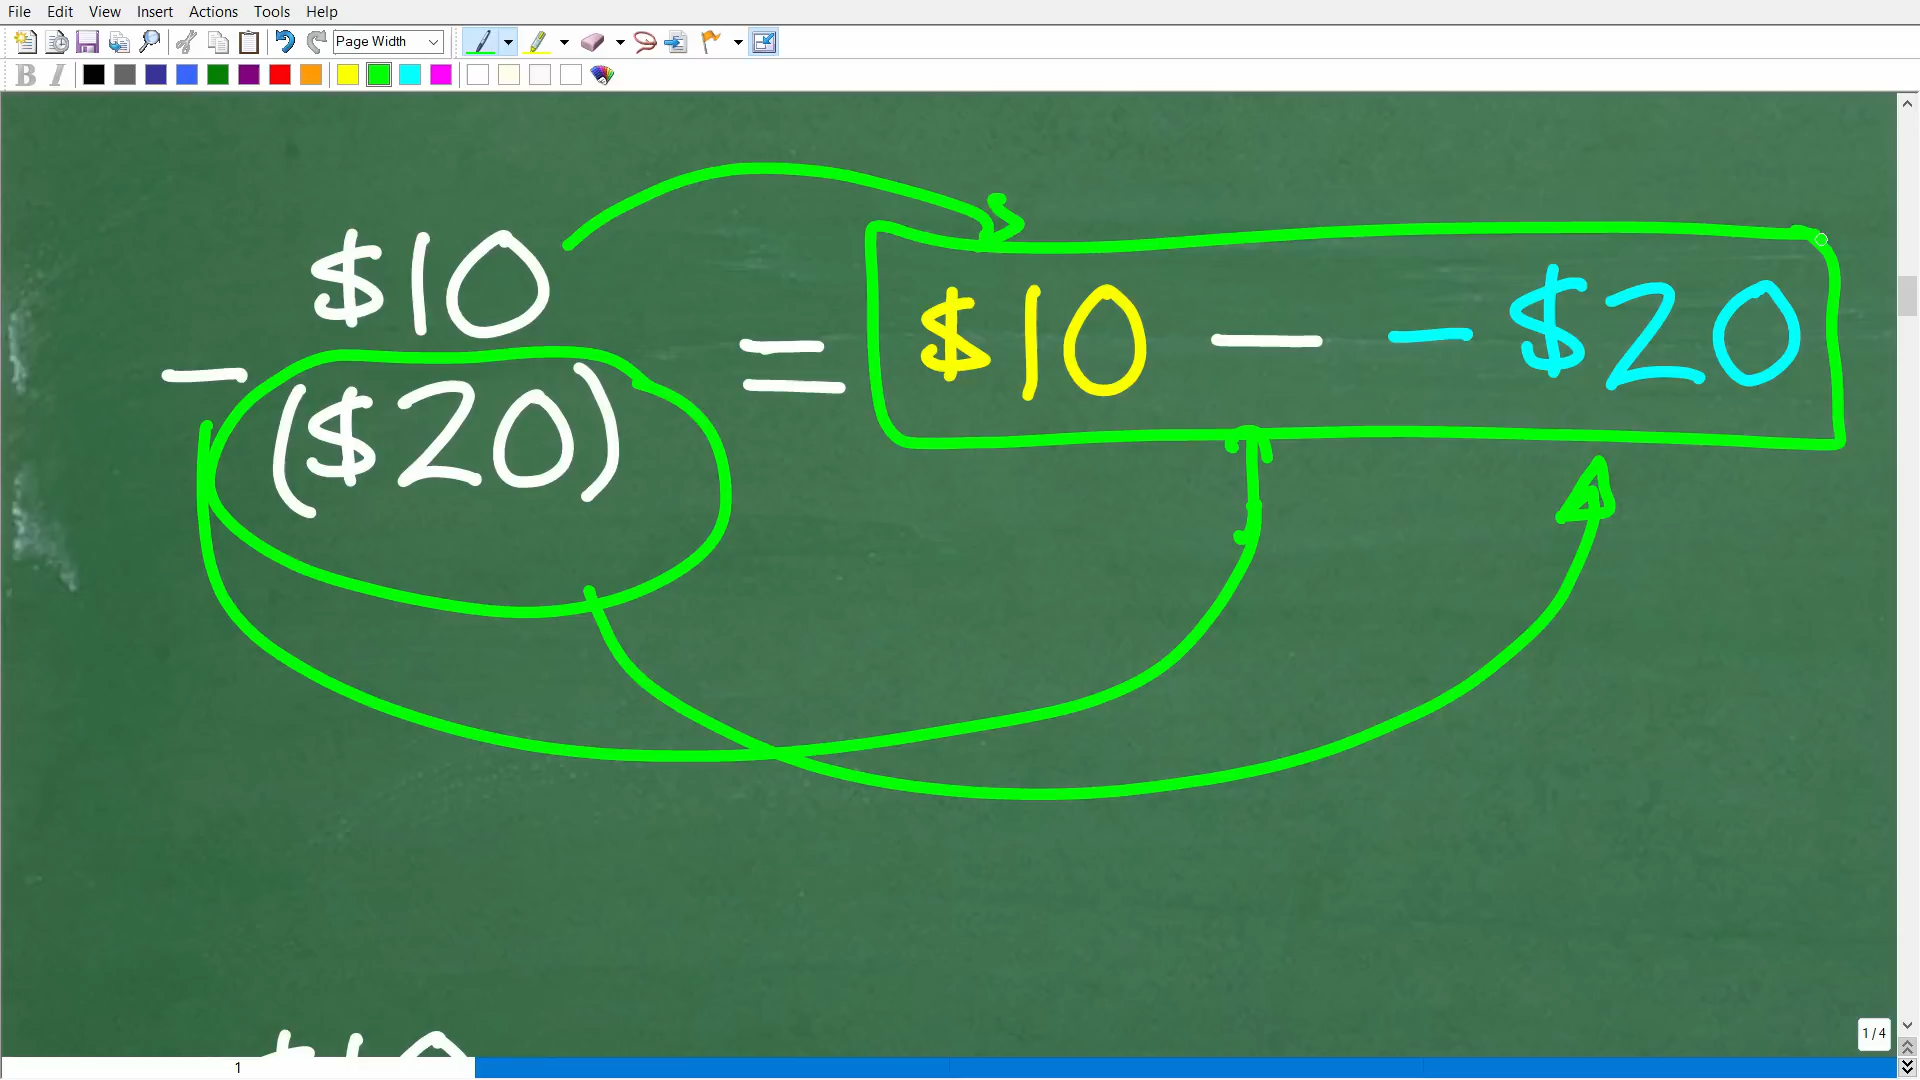 File Edit View Insert Actions Tools Help
Page Width
B I
$10
- ($20)
= $10 — - $20
1 / 4
1